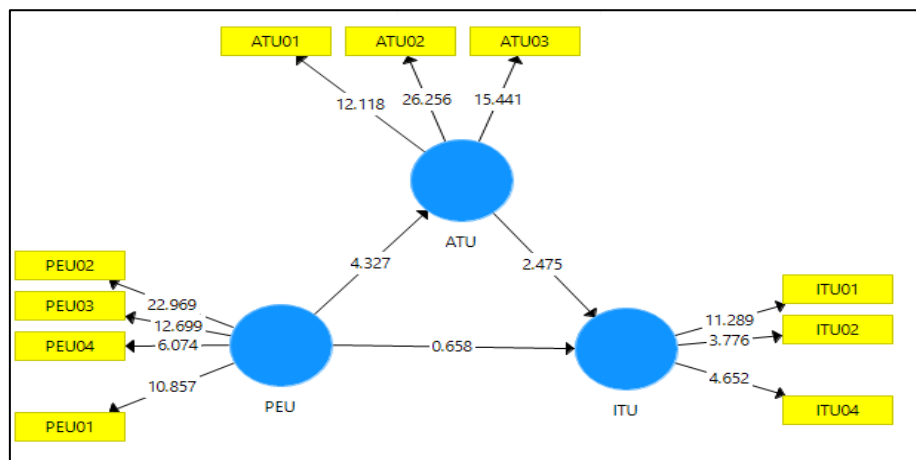 ATU01 ATU02 ATU03
12.118 26.256 15.441
ATU
PEU02
PEU03
PEU04
PEU01
22.969
12.699
6.074
10.857
4.327
2.475
0.658
PEU
ITU
11.289
3.776
4.652
ITU01
ITU02
ITU04